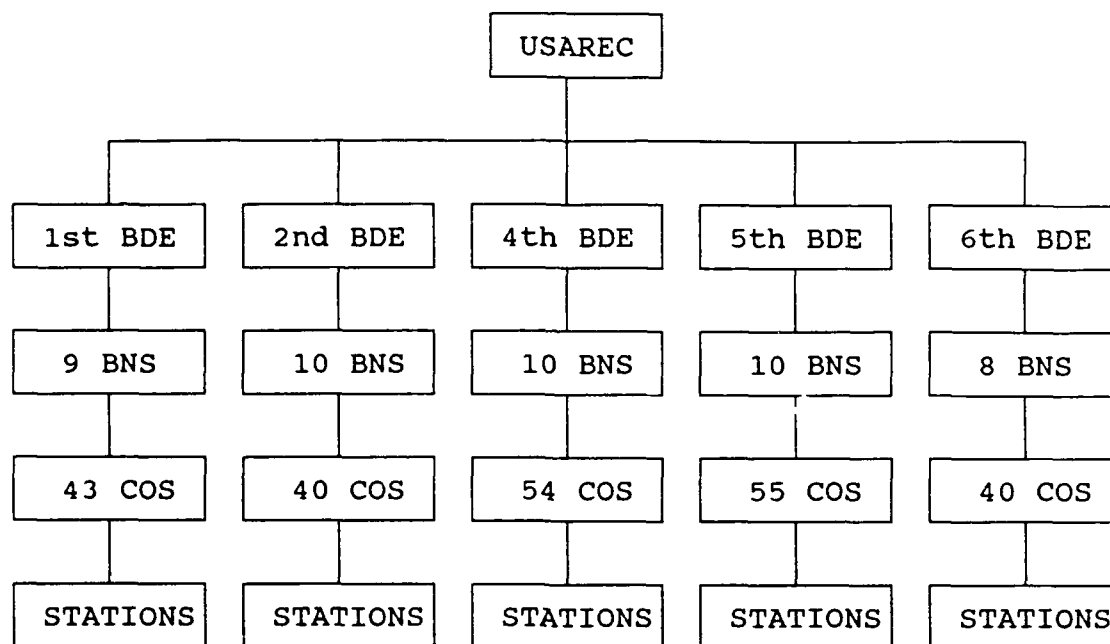 USAREC
1st BDE
2nd BDE
4th BDE
5th BDE
6th BDE
9 BNS
10 BNS
10 BNS
10 BNS
8 BNS
43 COS
40 COS
54 COS
55 COS
40 COS
STATIONS
STATIONS
STATIONS
STATIONS
STATIONS